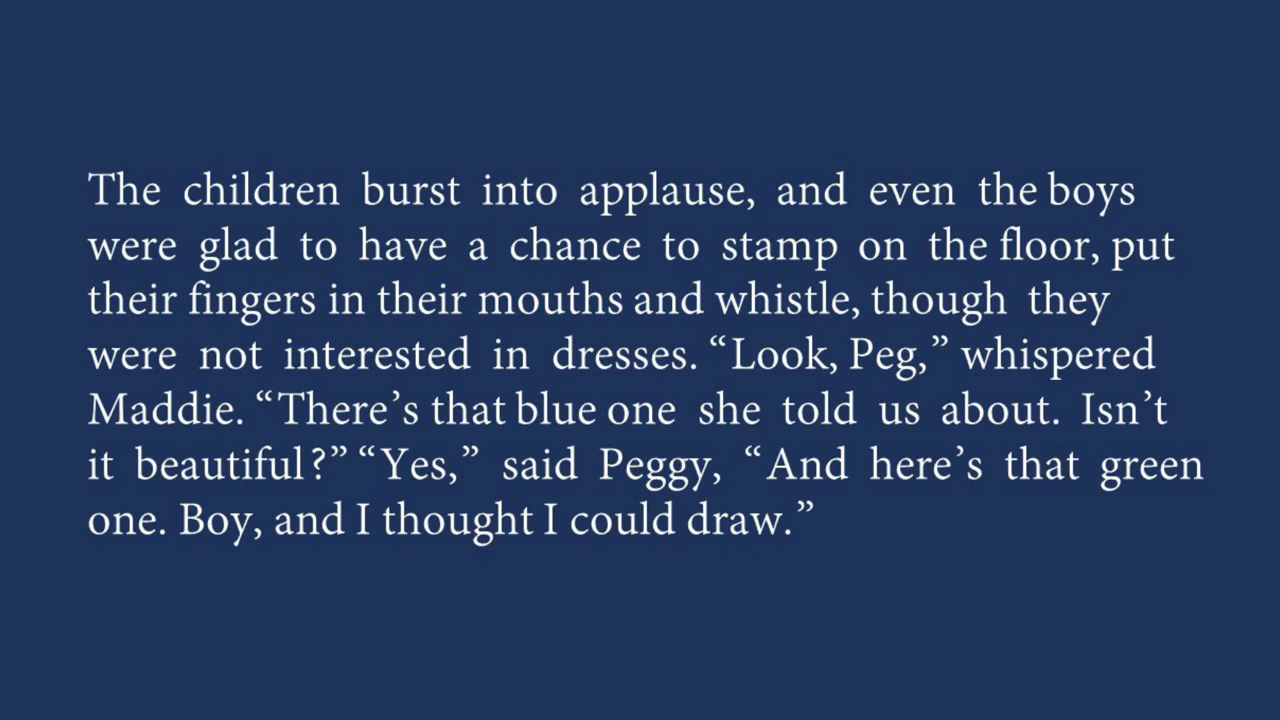 The children burst into applause, and even the boys
were glad to have a chance to stamp on the floor, put
their fingers in their mouths and whistle, though they
were not interested in dresses. “Look, Peg,” whispered
Maddie. “There’s that blue one she told us about. Isn’t
it beautiful?” “Yes,” said Peggy, “And here’s that green
one. Boy, and I thought I could draw.”